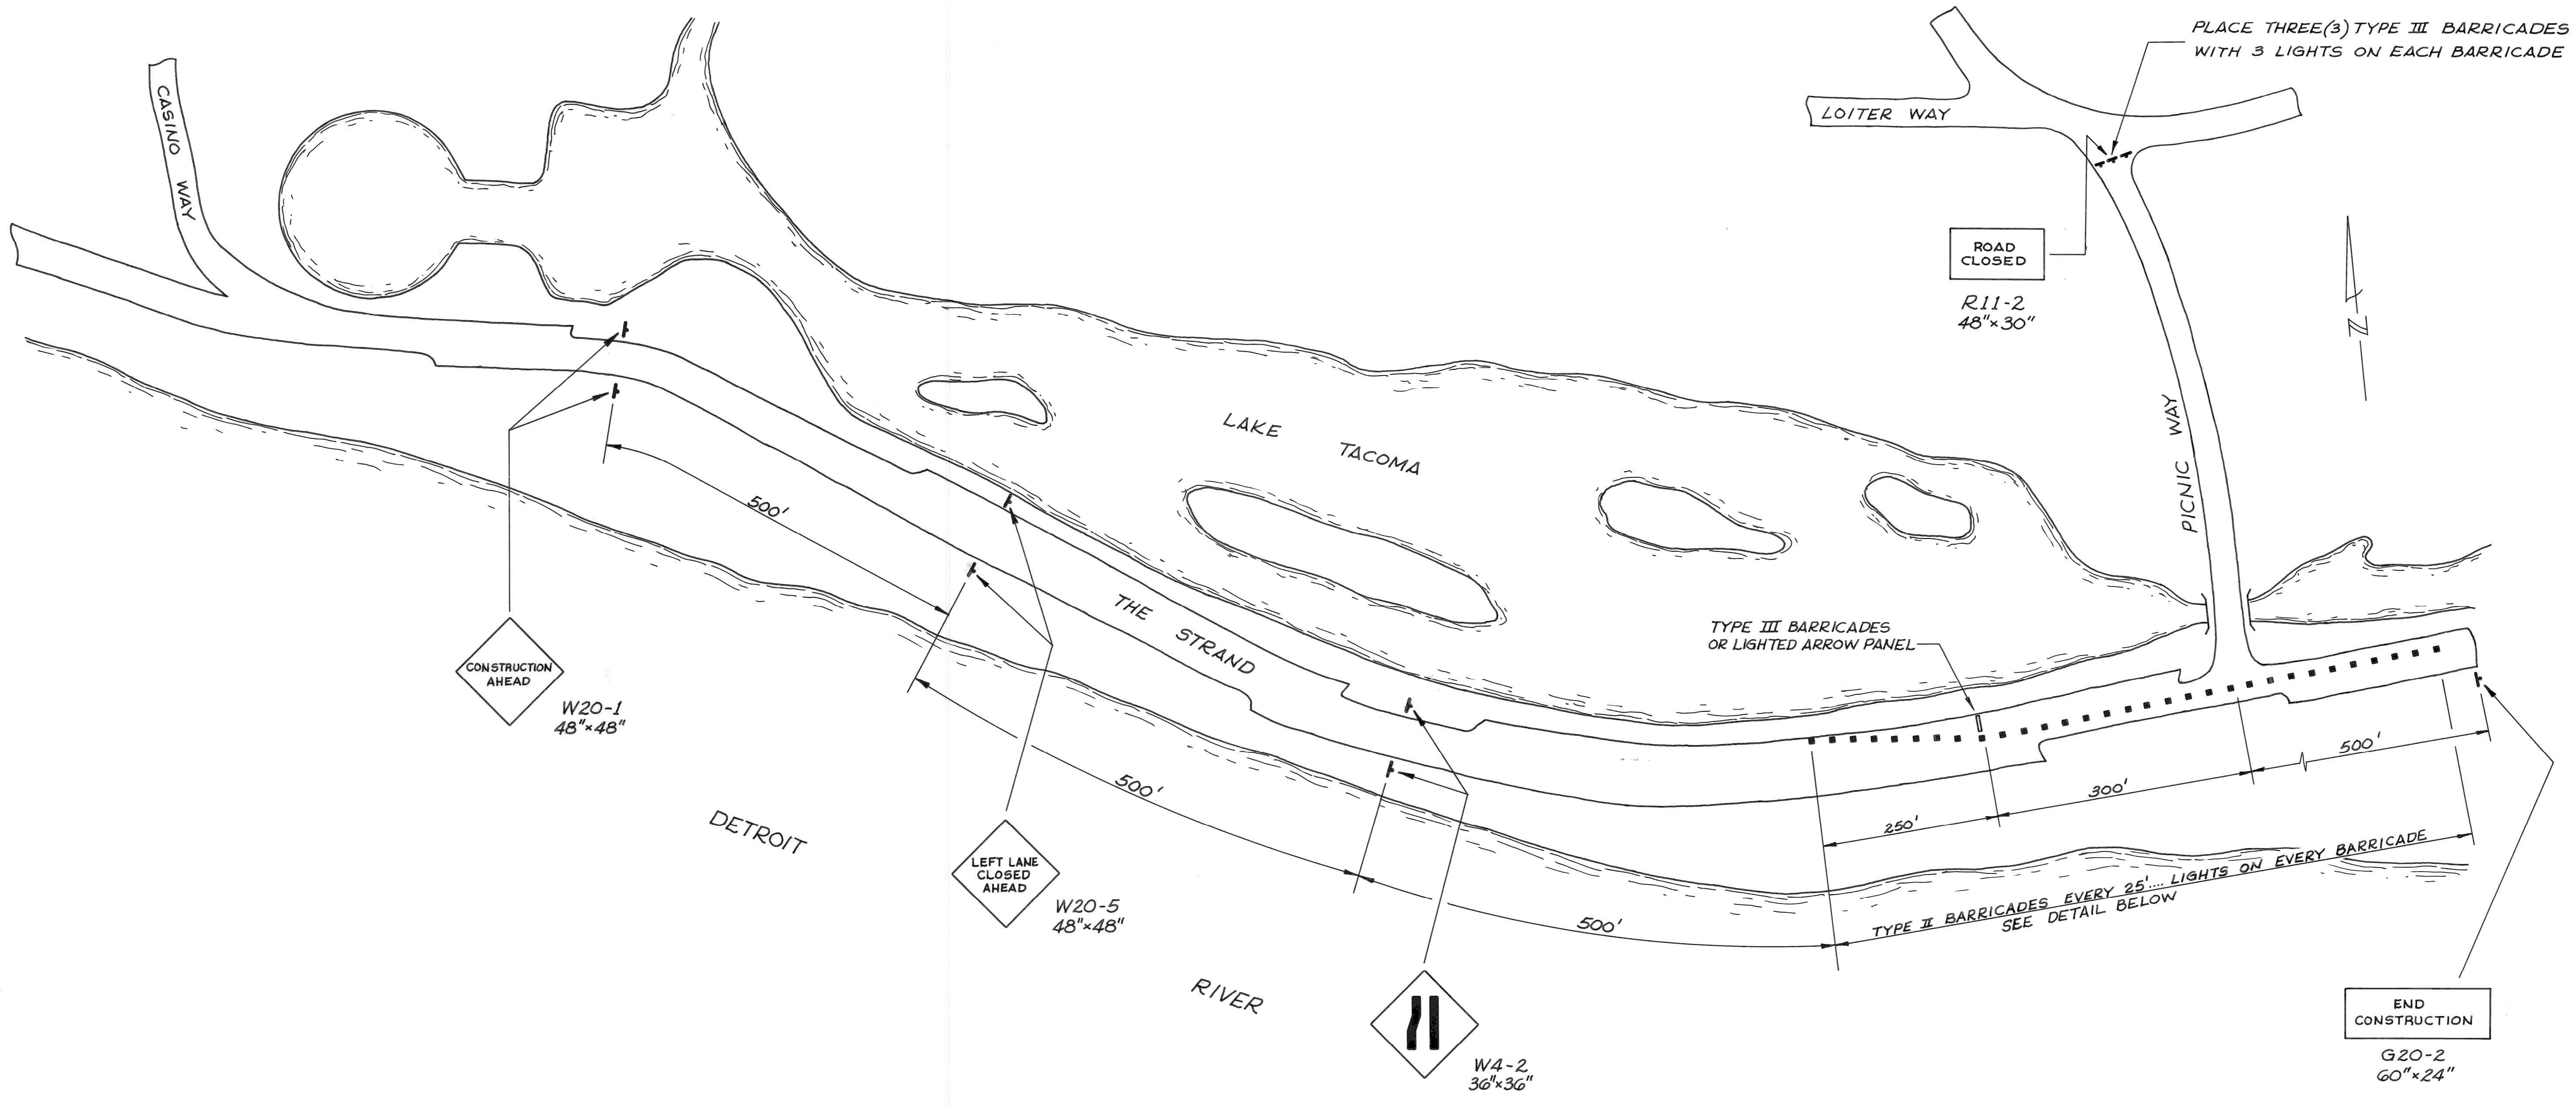 PLACE THREE(3) TYPE III BARRICADES
WITH 3 LIGHTS ON EACH BARRICADE
CASINO WAY
LOITER WAY
ROAD
CLOSED
R11-2
48"×30"
N
PICNIC WAY
LAKE TACOMA
500'
THE STRAND
TYPE III BARRICADES
OR LIGHTED ARROW PANEL
CONSTRUCTION
AHEAD
W20-1
48"×48"
500'
DETROIT
RIVER
LEFT LANE
CLOSED
AHEAD
W20-5
48"×48"
500'
250'
300'
500'
TYPE II BARRICADES EVERY 25'.... LIGHTS ON EVERY BARRICADE
SEE DETAIL BELOW
W4-2
36"×36"
END
CONSTRUCTION
G20-2
60"×24"